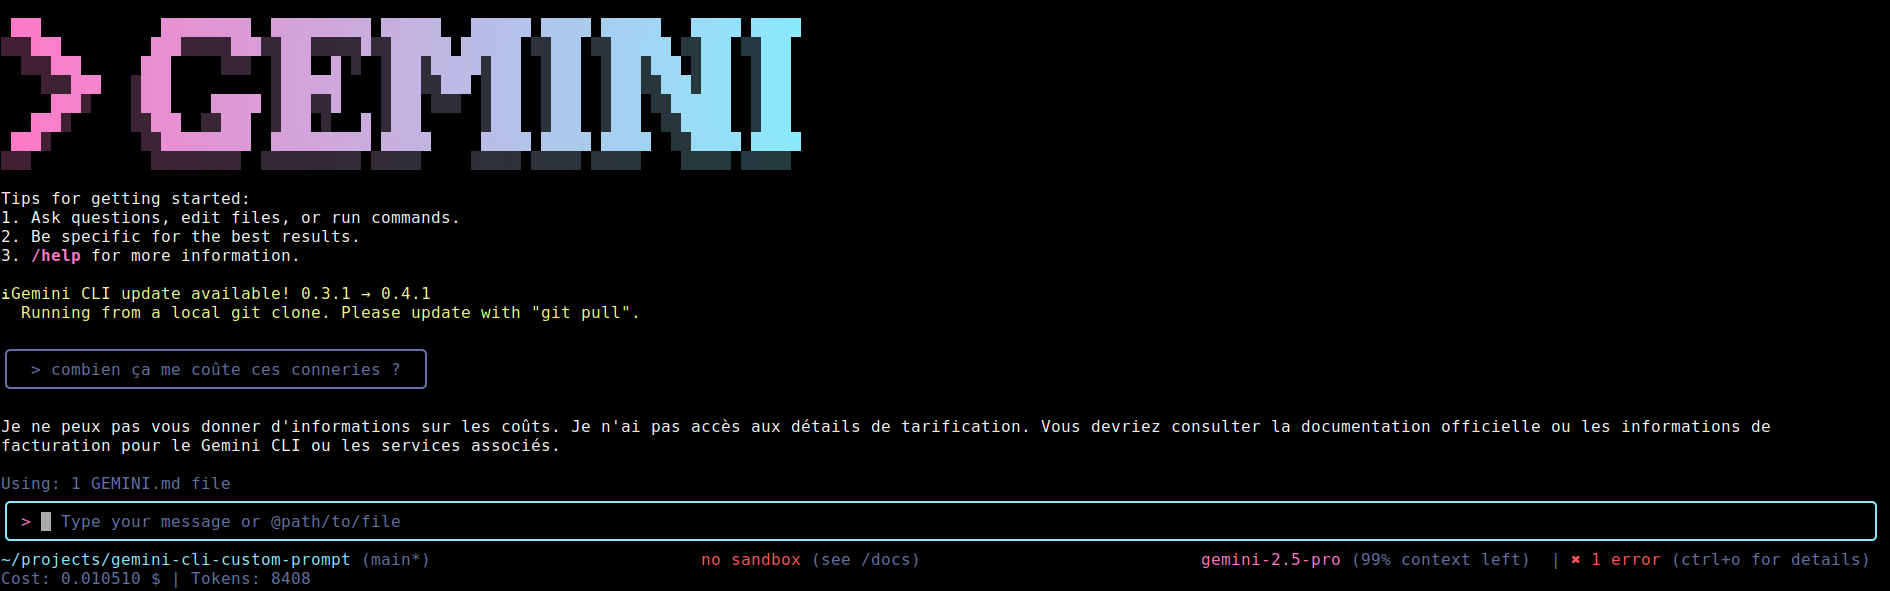 > GEMINI
Tips for getting started:
1. Ask questions, edit files, or run commands.
2. Be specific for the best results.
3. /help for more information.
ℹGemini CLI update available! 0.3.1 → 0.4.1
Running from a local git clone. Please update with "git pull".
> combien ça me coûte ces conneries ?
Je ne peux pas vous donner d'informations sur les coûts. Je n'ai pas accès aux détails de tarification. Vous devriez consulter la documentation officielle ou les informations de
facturation pour le Gemini CLI ou les services associés.
Using: 1 GEMINI.md file
> Type your message or @path/to/file
~/projects/gemini-cli-custom-prompt (main*) no sandbox (see /docs) gemini-2.5-pro (99% context left) | ✖ 1 error (ctrl+o for details)
Cost: 0.010510 $ | Tokens: 8408